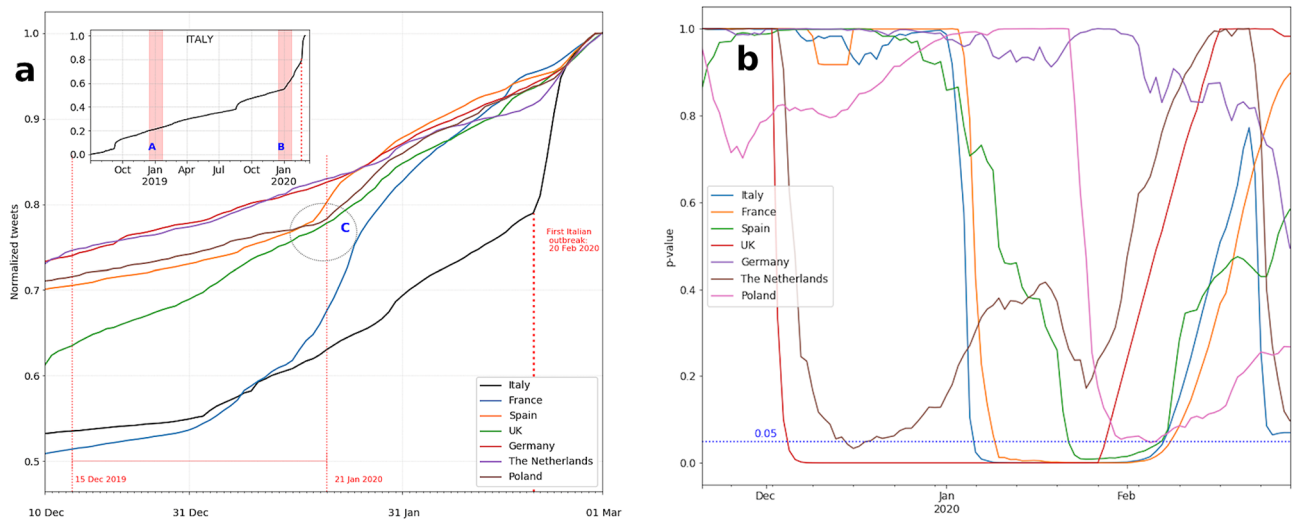 a
ITALY
1.0
0.8
0.6
0.4
0.2
0.0
A
B
Oct
Jan
2019
Apr
Jul
Oct
Jan
2020
Normalized tweets
1.0
0.9
0.8
0.7
0.6
0.5
C
First Italian
outbreak:
20 Feb 2020
15 Dec 2019
21 Jan 2020
Italy
France
Spain
UK
Germany
The Netherlands
Poland
10 Dec
31 Dec
31 Jan
01 Mar
b
p-value
1.0
0.8
0.6
0.4
0.2
0.0
Italy
France
Spain
UK
Germany
The Netherlands
Poland
0.05
Dec
Jan
2020
Feb